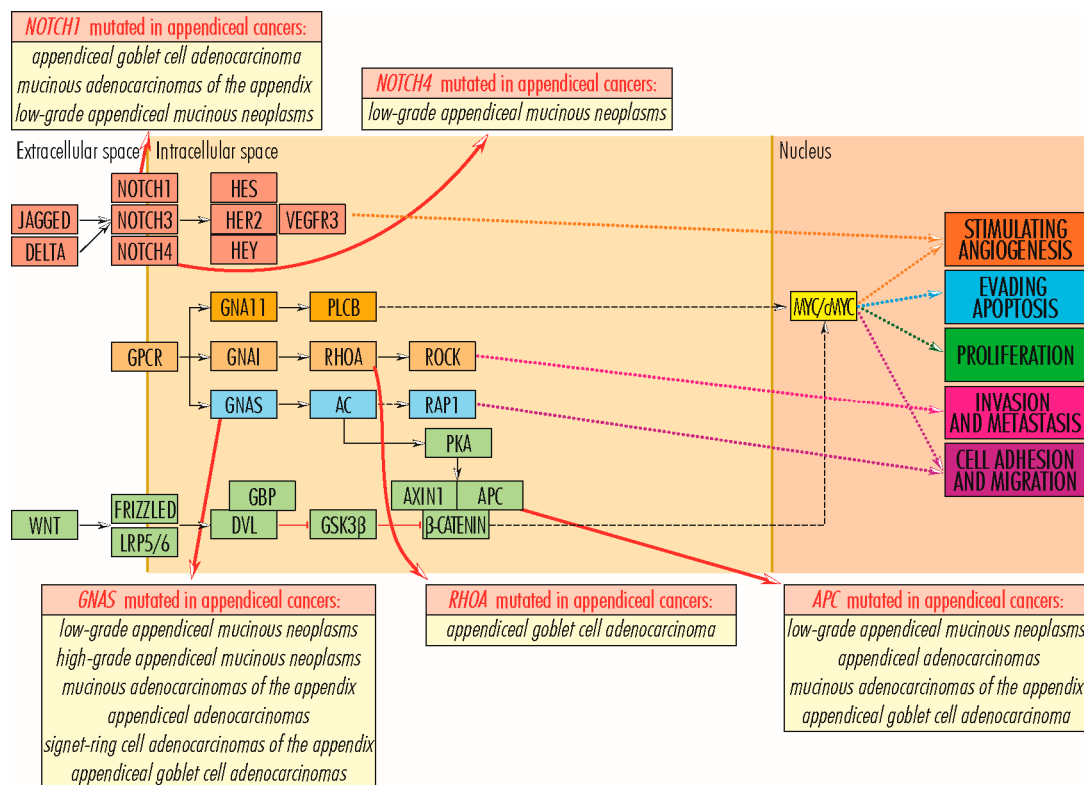 NOTCH1 mutated in appendiceal cancers:
appendiceal goblet cell adenocarcinoma
mucinous adenocarcinomas of the appendix
low-grade appendiceal mucinous neoplasms
NOTCH4 mutated in appendiceal cancers:
low-grade appendiceal mucinous neoplasms
Extracellular space
Intracellular space
Nucleus
JAGGED
DELTA
NOTCH1
NOTCH3
NOTCH4
HES
HER2
HEY
VEGFR3
STIMULATING
ANGIOGENESIS
EVADING
APOPTOSIS
PROLIFERATION
INVASION
AND METASTASIS
CELL ADHESION
AND MIGRATION
GPCR
GNA11
PLCB
MYC/cMYC
GNAI
RHOA
ROCK
GNAS
AC
RAP1
PKA
AXIN1
APC
β-CATENIN
WNT
FRIZZLED
LRP5/6
GBP
DVL
GSK3β
GNAS mutated in appendiceal cancers:
low-grade appendiceal mucinous neoplasms
high-grade appendiceal mucinous neoplasms
mucinous adenocarcinomas of the appendix
appendiceal adenocarcinomas
signet-ring cell adenocarcinomas of the appendix
appendiceal goblet cell adenocarcinomas
RHOA mutated in appendiceal cancers:
appendiceal goblet cell adenocarcinoma
APC mutated in appendiceal cancers:
low-grade appendiceal mucinous neoplasms
appendiceal adenocarcinomas
mucinous adenocarcinomas of the appendix
appendiceal goblet cell adenocarcinoma